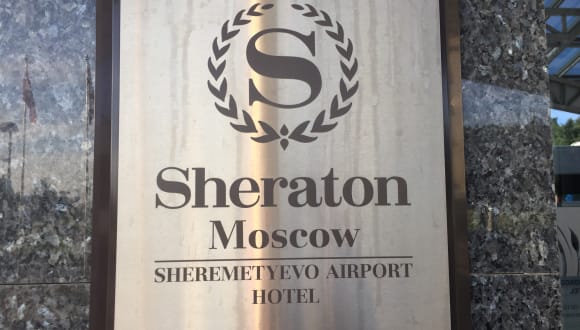 S
Sheraton
Moscow
SHEREMETYEVO AIRPORT
HOTEL